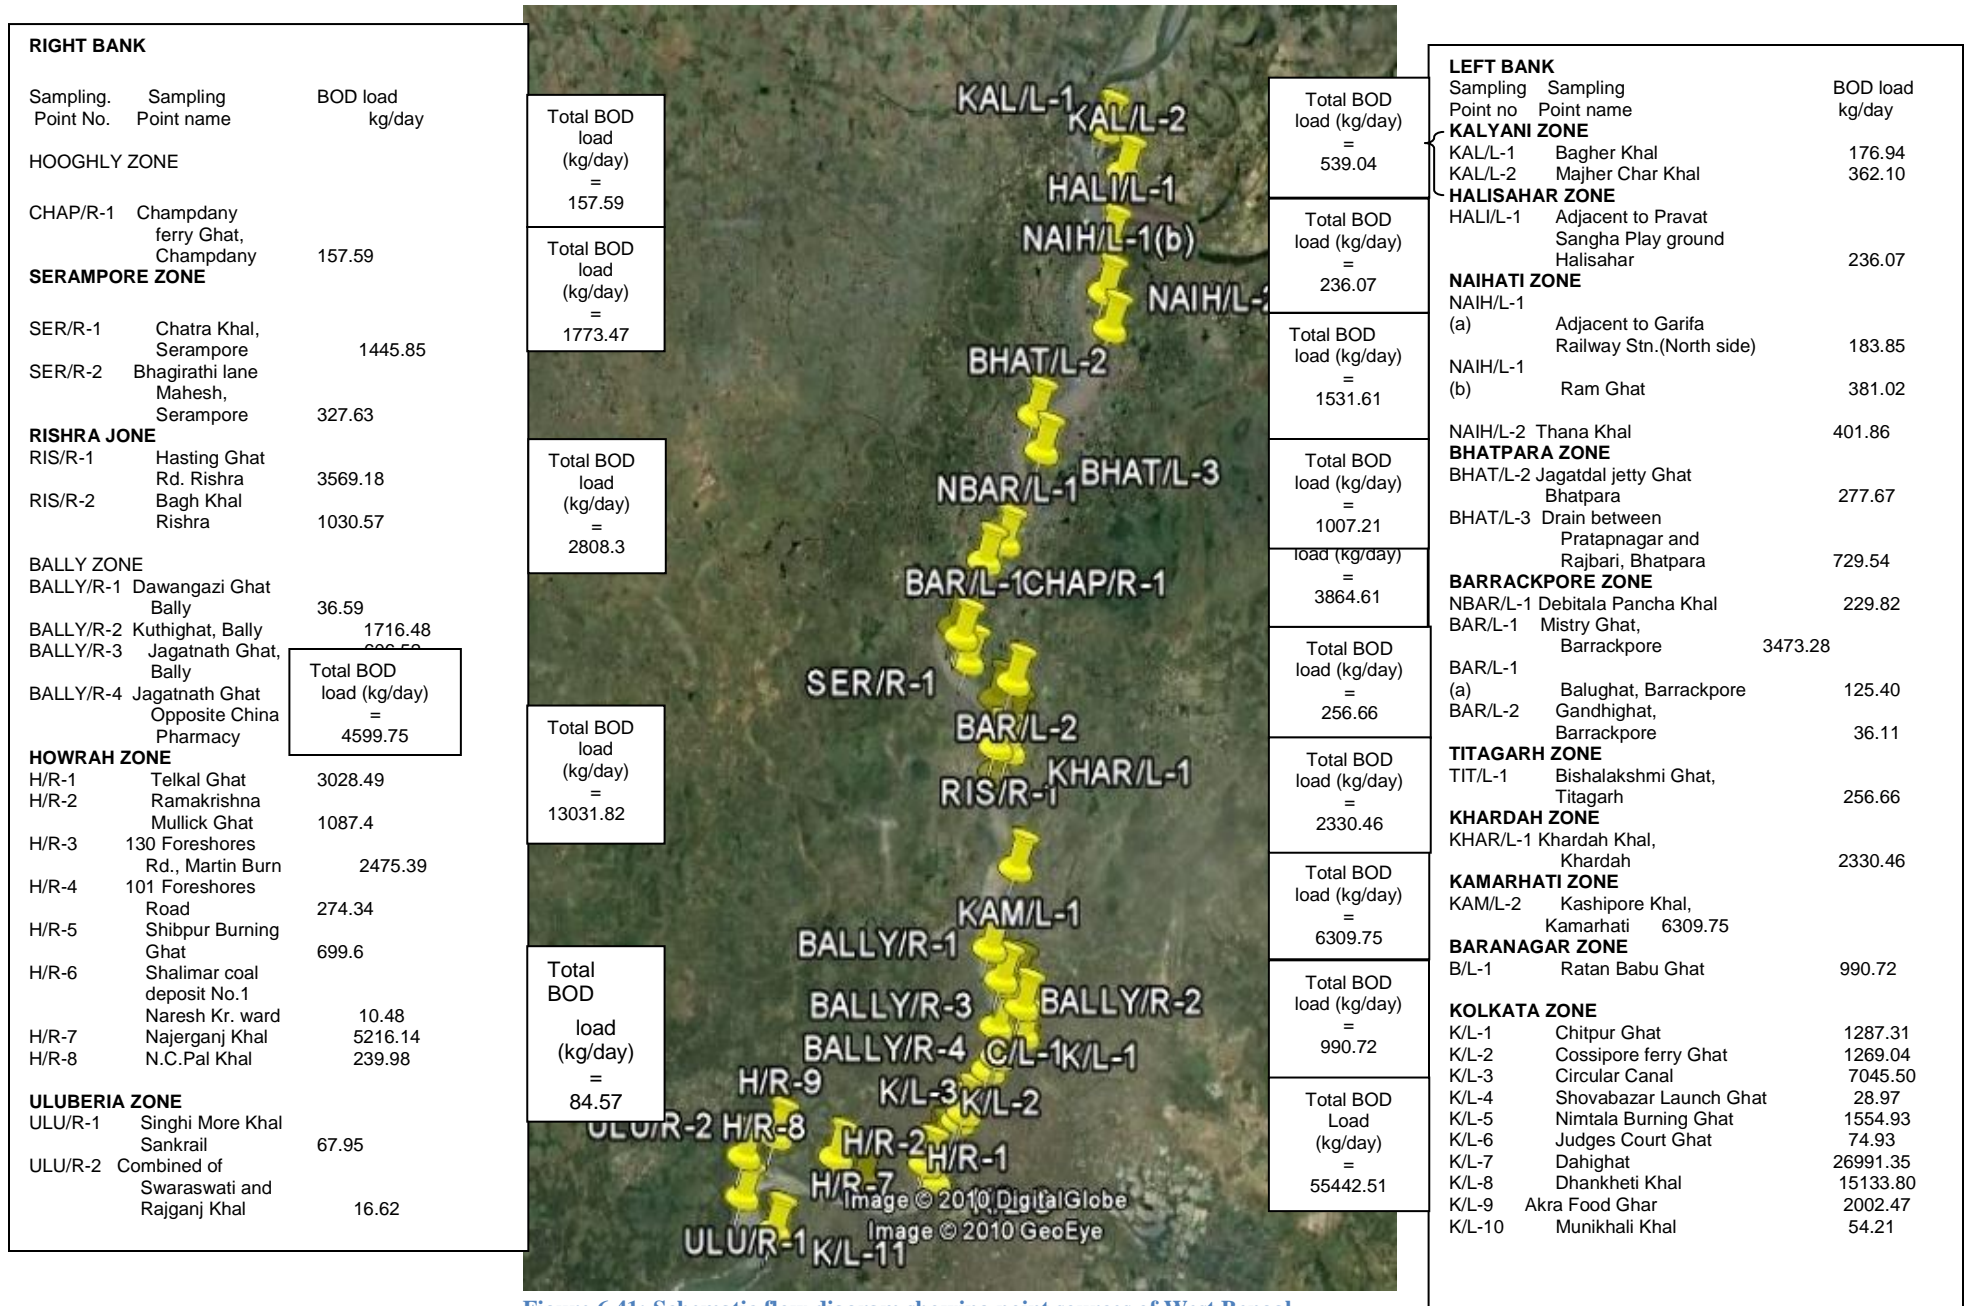 RIGHT BANK
Sampling. Sampling BOD load
Point No. Point name kg/day
HOOGHLY ZONE
CHAP/R-1 Champdany
ferry Ghat,
Champdany 157.59
SERAMPORE ZONE
SER/R-1 Chatra Khal,
Serampore 1445.85
SER/R-2 Bhagirathi lane
Mahesh,
Serampore 327.63
RISHRA JONE
RIS/R-1 Hasting Ghat
Rd. Rishra 3569.18
RIS/R-2 Bagh Khal
Rishra 1030.57
BALLY ZONE
BALLY/R-1 Dawangazi Ghat
Bally 36.59
BALLY/R-2 Kuthighat, Bally 1716.48
BALLY/R-3 Jagatnath Ghat,
Bally
BALLY/R-4 Jagatnath Ghat
Opposite China
Pharmacy
HOWRAH ZONE
H/R-1 Telkal Ghat 3028.49
H/R-2 Ramakrishna
Mullick Ghat 1087.4
H/R-3 130 Foreshores
Rd., Martin Burn 2475.39
H/R-4 101 Foreshores
Road 274.34
H/R-5 Shibpur Burning
Ghat 699.6
H/R-6 Shalimar coal
deposit No.1
Naresh Kr. ward 10.48
H/R-7 Najerganj Khal 5216.14
H/R-8 N.C.Pal Khal 239.98
ULUBERIA ZONE
ULU/R-1 Singhi More Khal
Sankrail 67.95
ULU/R-2 Combined of
Swaraswati and
Rajganj Khal 16.62
Total BOD
load (kg/day)
=
4599.75
Total BOD
load
(kg/day)
=
157.59
Total BOD
load
(kg/day)
=
1773.47
Total BOD
load
(kg/day)
=
2808.3
Total BOD
load
(kg/day)
=
13031.82
Total
BOD
load
(kg/day)
=
84.57
KAL/L-1
KAL/L-2
HALI/L-1
NAIH/L-1(b)
NAIH/L-2
BHAT/L-2
BHAT/L-3
NBAR/L-1
BAR/L-1 CHAP/R-1
SER/R-1
BAR/L-2
KHAR/L-1
RIS/R-1
KAM/L-1
BALLY/R-1
BALLY/R-3 BALLY/R-2
BALLY/R-4 C/L-1 K/L-1
H/R-9 K/L-3 K/L-2
ULU/R-2 H/R-8 H/R-2 H/R-1
H/R-7
Image © 2010 DigitalGlobe
Image © 2010 GeoEye
ULU/R-1 K/L-11
Total BOD
load (kg/day)
=
539.04
Total BOD
load (kg/day)
=
236.07
Total BOD
load (kg/day)
=
1531.61
Total BOD
load (kg/day)
=
1007.21
load (kg/day)
=
3864.61
Total BOD
load (kg/day)
=
256.66
Total BOD
load (kg/day)
=
2330.46
Total BOD
load (kg/day)
=
6309.75
Total BOD
load (kg/day)
=
990.72
Total BOD
Load
(kg/day)
=
55442.51
LEFT BANK
Sampling Sampling BOD load
Point no Point name kg/day
KALYANI ZONE
KAL/L-1 Bagher Khal 176.94
KAL/L-2 Majher Char Khal 362.10
HALISAHAR ZONE
HALI/L-1 Adjacent to Pravat
Sangha Play ground
Halisahar 236.07
NAIHATI ZONE
NAIH/L-1
(a) Adjacent to Garifa
Railway Stn.(North side) 183.85
NAIH/L-1
(b) Ram Ghat 381.02
NAIH/L-2 Thana Khal 401.86
BHATPARA ZONE
BHAT/L-2 Jagatdal jetty Ghat
Bhatpara 277.67
BHAT/L-3 Drain between
Pratapnagar and
Rajbari, Bhatpara 729.54
BARRACKPORE ZONE
NBAR/L-1 Debitala Pancha Khal 229.82
BAR/L-1 Mistry Ghat,
Barrackpore 3473.28
BAR/L-1
(a) Balughat, Barrackpore 125.40
BAR/L-2 Gandhighat,
Barrackpore 36.11
TITAGARH ZONE
TIT/L-1 Bishalakshmi Ghat,
Titagarh 256.66
KHARDAH ZONE
KHAR/L-1 Khardah Khal,
Khardah 2330.46
KAMARHATI ZONE
KAM/L-2 Kashipore Khal,
Kamarhati 6309.75
BARANAGAR ZONE
B/L-1 Ratan Babu Ghat 990.72
KOLKATA ZONE
K/L-1 Chitpur Ghat 1287.31
K/L-2 Cossipore ferry Ghat 1269.04
K/L-3 Circular Canal 7045.50
K/L-4 Shovabazar Launch Ghat 28.97
K/L-5 Nimtala Burning Ghat 1554.93
K/L-6 Judges Court Ghat 74.93
K/L-7 Dahighat 26991.35
K/L-8 Dhankheti Khal 15133.80
K/L-9 Akra Food Ghar 2002.47
K/L-10 Munikhali Khal 54.21
Figure 6.41: Schematic flow diagram showing point sources of West Bengal